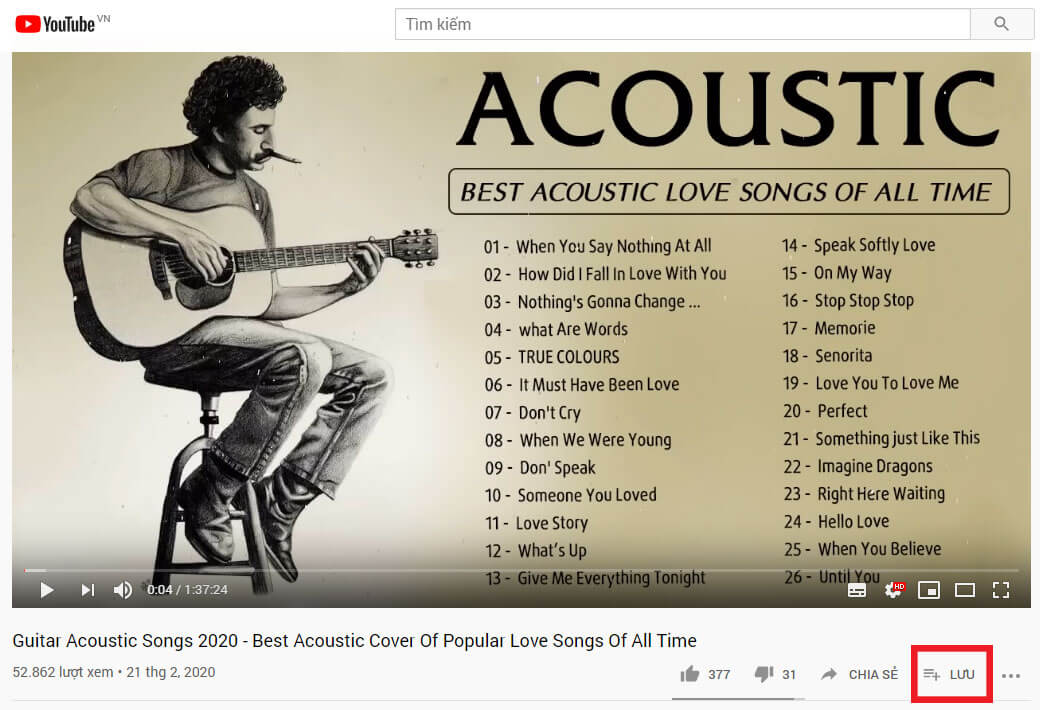 YouTube VN
Tìm kiếm
ACOUSTIC
BEST ACOUSTIC LOVE SONGS OF ALL TIME
01 - When You Say Nothing At All
02 - How Did I Fall In Love With You
03 - Nothing's Gonna Change ...
04 - what Are Words
05 - TRUE COLOURS
06 - It Must Have Been Love
07 - Don't Cry
08 - When We Were Young
09 - Don' Speak
10 - Someone You Loved
11 - Love Story
12 - What's Up
13 - Give Me Everything Tonight
14 - Speak Softly Love
15 - On My Way
16 - Stop Stop Stop
17 - Memorie
18 - Senorita
19 - Love You To Love Me
20 - Perfect
21 - Something just Like This
22 - Imagine Dragons
23 - Right Here Waiting
24 - Hello Love
25 - When You Believe
26 - Until You
0:04 / 1:37:24
HD
Guitar Acoustic Songs 2020 - Best Acoustic Cover Of Popular Love Songs Of All Time
52.862 lượt xem • 21 thg 2, 2020
377 31 CHIA SẺ LƯU